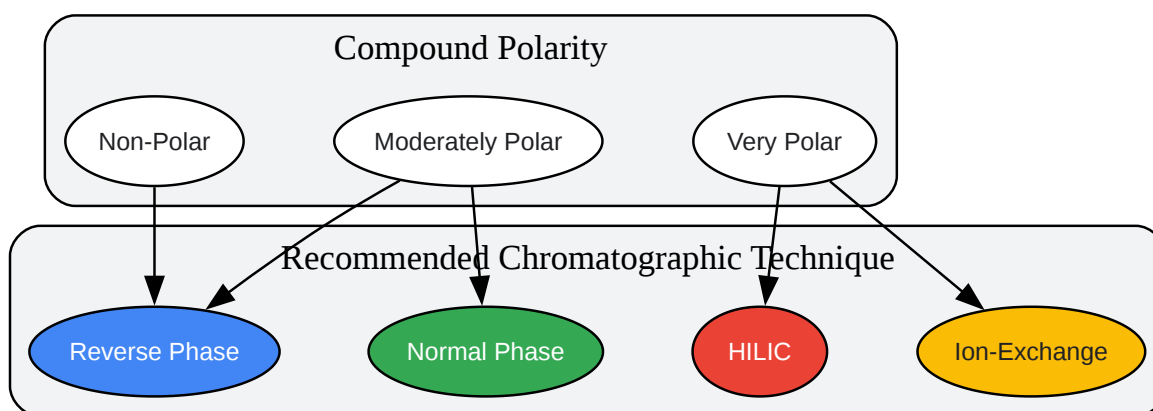 Compound Polarity
Non-Polar
Moderately Polar
Very Polar
Recommended Chromatographic Technique
Reverse Phase
Normal Phase
HILIC
Ion-Exchange